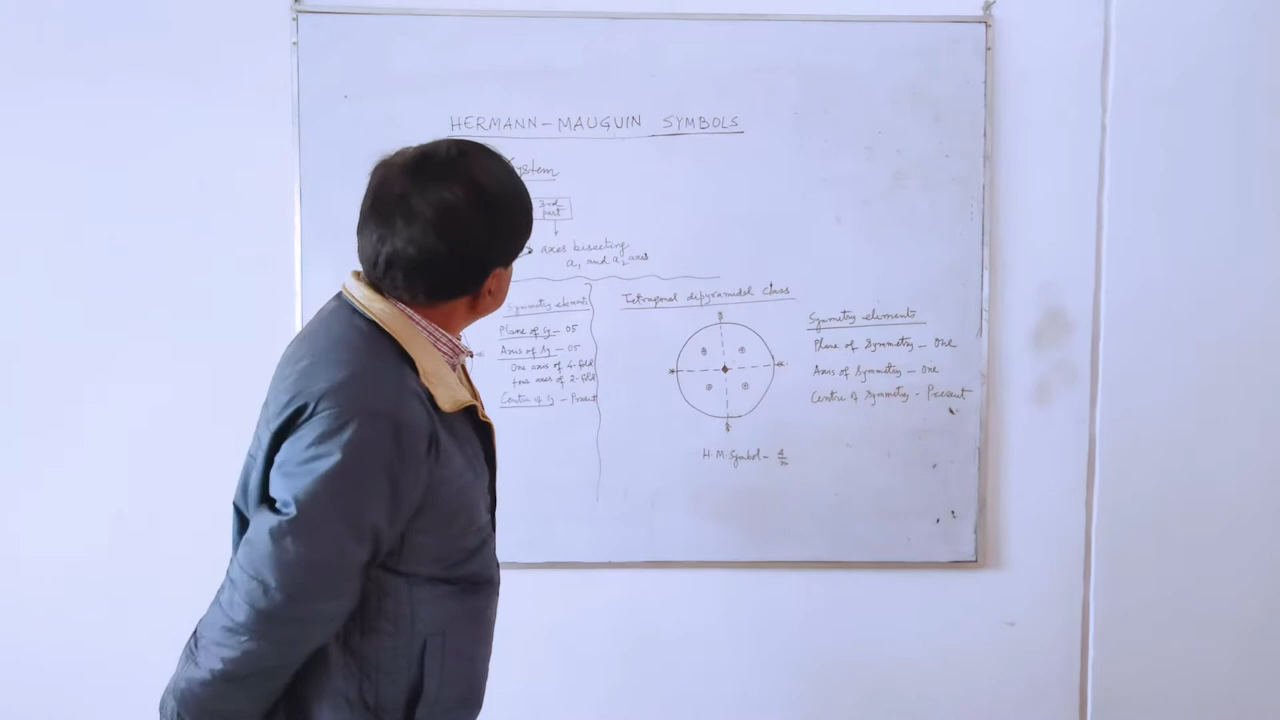 HERMANN-MAUGUIN SYMBOLS
System
3rd part
axes bisecting
a1 and a2 axes
Symmetry elements
Plane of Sy - 05
Axis of Sy - 05
One axis of 4-fold
four axes of 2-fold
Centre of Sy - Present
Tetragonal dipyramidal class
H.M. Symbol - 4/m
Symmetry elements
Plane of Symmetry - One
Axis of Symmetry - One
Centre of Symmetry - Present